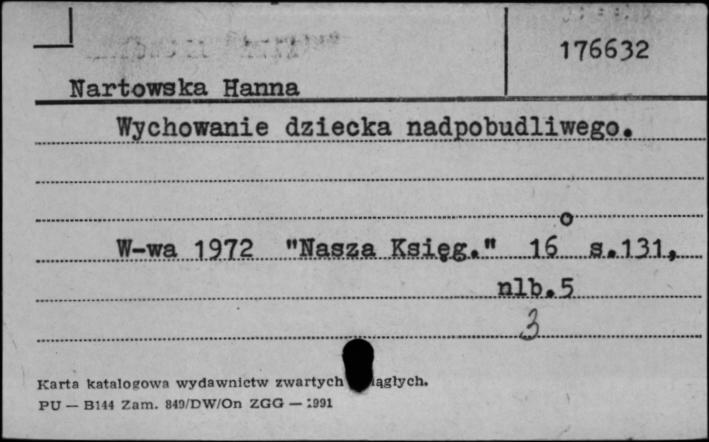 176632
Nartowska Hanna
Wychowanie dziecka nadpobudliwego.
W-wa 1972 "Nasza Księg." 16° s.131,
nlb.5
3
Karta katalogowa wydawnictw zwartych
PU — B144 Zam. 849/DW/On ZGG — 1991